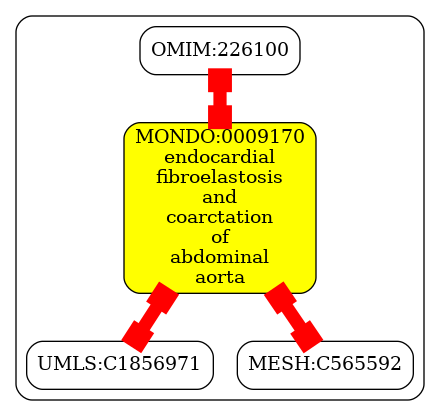 OMIM:226100
MONDO:0009170
endocardial
fibroelastosis
and
coarctation
of
abdominal
aorta
UMLS:C1856971
MESH:C565592